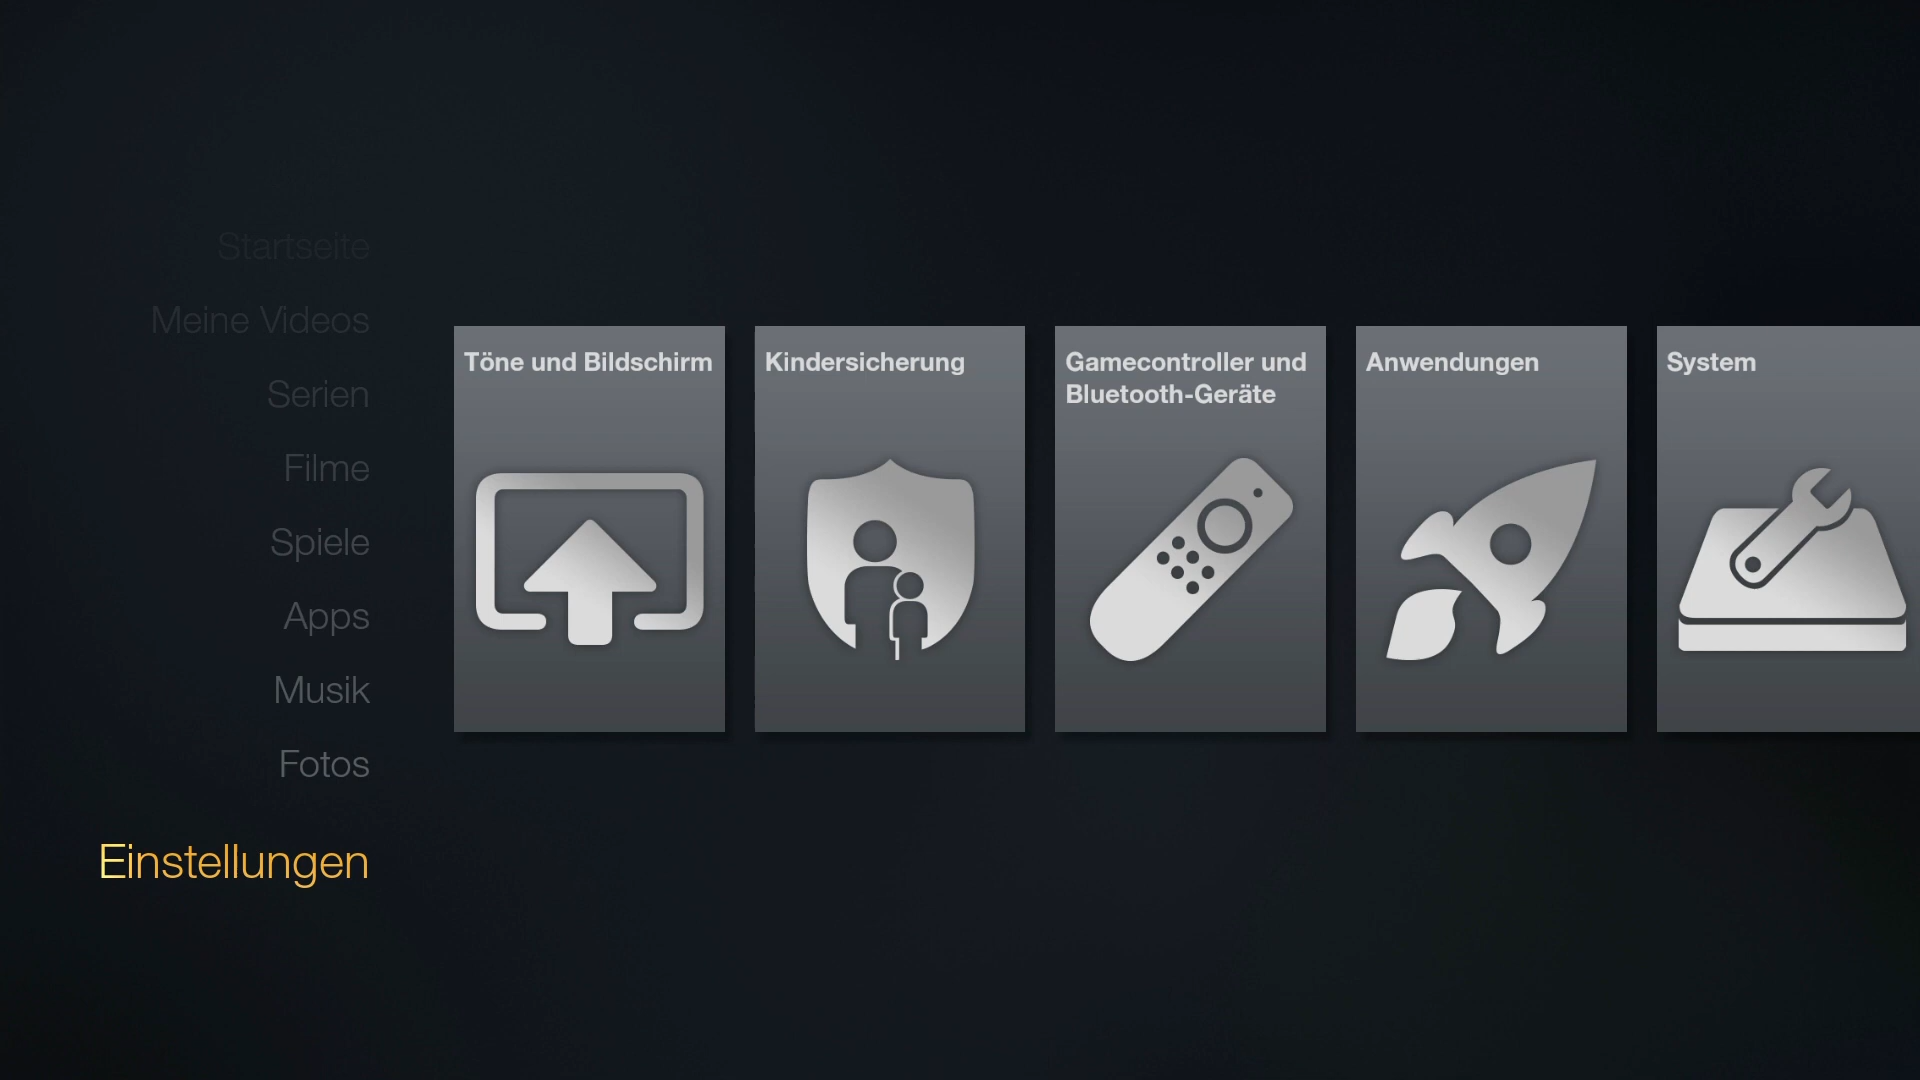 Startseite
Meine Videos
Serien
Filme
Spiele
Apps
Musik
Fotos
Einstellungen
Töne und Bildschirm
Kindersicherung
Gamecontroller und
Bluetooth-Geräte
Anwendungen
System